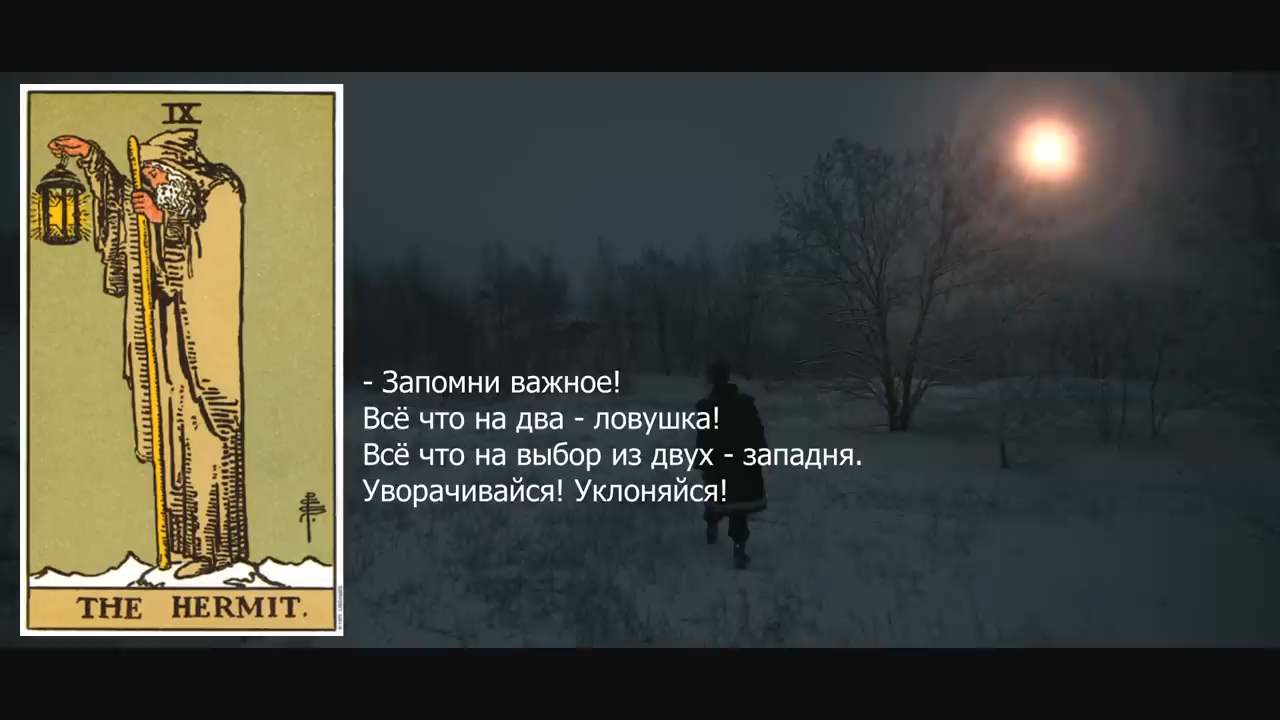 IX
THE HERMIT.
- Запомни важное!
Всё что на два - ловушка!
Всё что на выбор из двух - западня.
Уворачивайся! Уклоняйся!